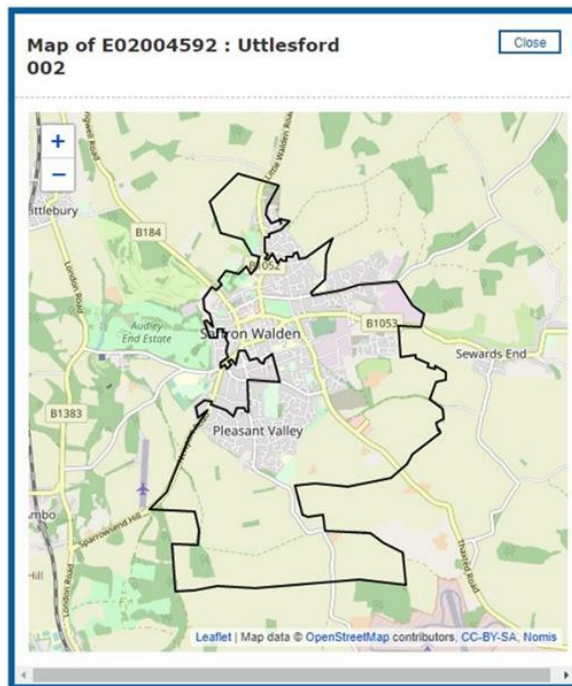 Map of E02004592 : Uttlesford
002
Close
+
−
Little Walden Road
B184
London Road
B1052
Audley
End Estate
Saffron Walden
B1053
Sewards End
B1383
Pleasant Valley
Sparrowsend Hill
Thaxted Road
Hill
London Road
Leaflet | Map data © OpenStreetMap contributors, CC-BY-SA, Nomis